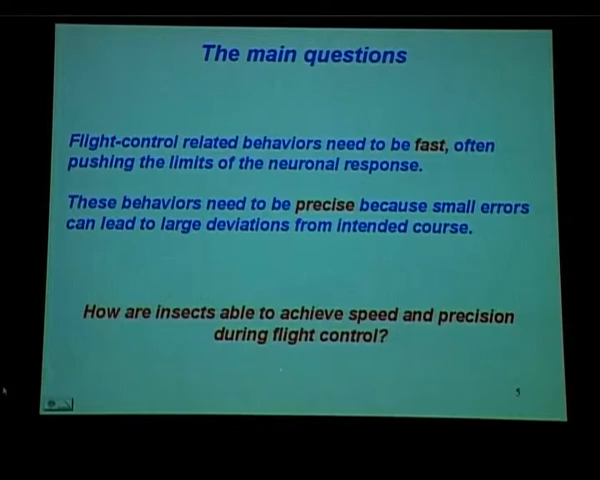 The main questions
Flight-control related behaviors need to be fast, often
pushing the limits of the neuronal response.
These behaviors need to be precise because small errors
can lead to large deviations from intended course.
How are insects able to achieve speed and precision
during flight control?
5